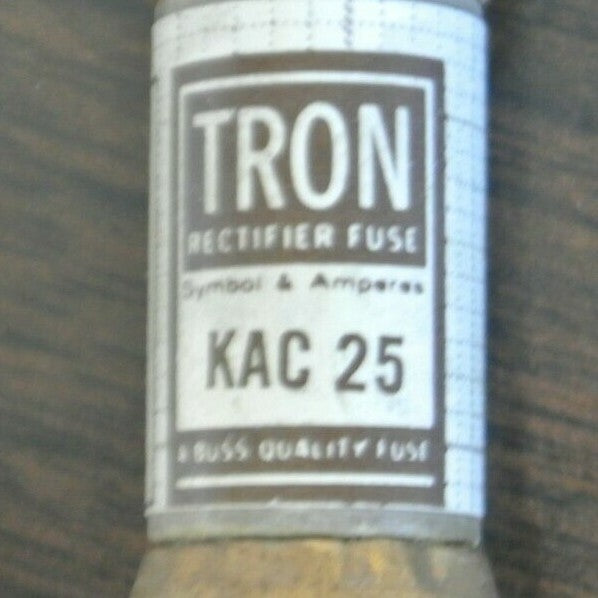 TRON
RECTIFIER FUSE
Symbol & Amperes
KAC 25
A BUSS QUALITY FUSE